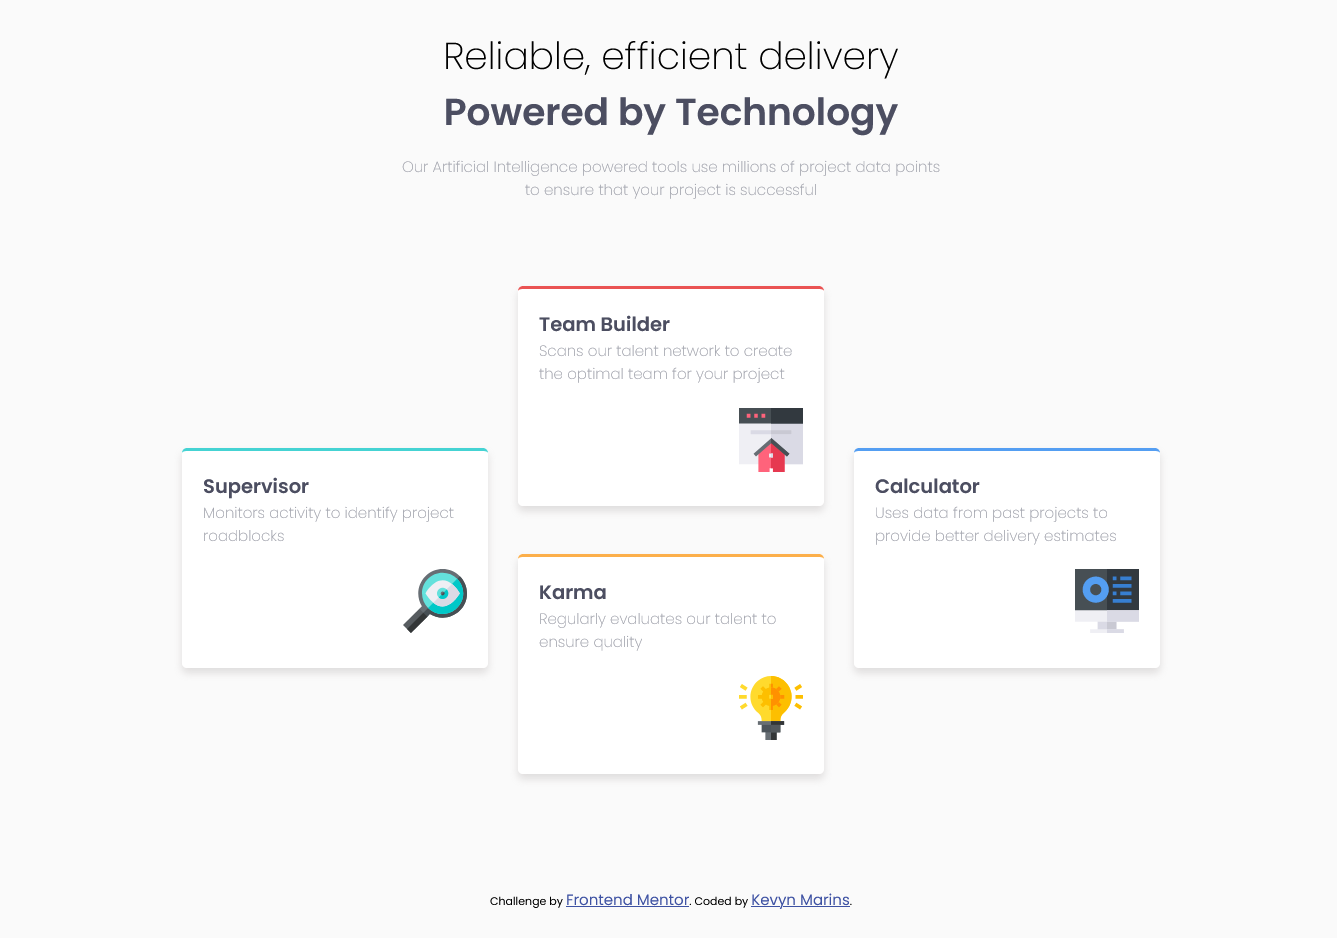 Reliable, efficient delivery
Powered by Technology
Our Artificial Intelligence powered tools use millions of project data points
to ensure that your project is successful
Supervisor
Monitors activity to identify project
roadblocks
Team Builder
Scans our talent network to create
the optimal team for your project
Karma
Regularly evaluates our talent to
ensure quality
Calculator
Uses data from past projects to
provide better delivery estimates
Challenge by Frontend Mentor. Coded by Kevyn Marins.